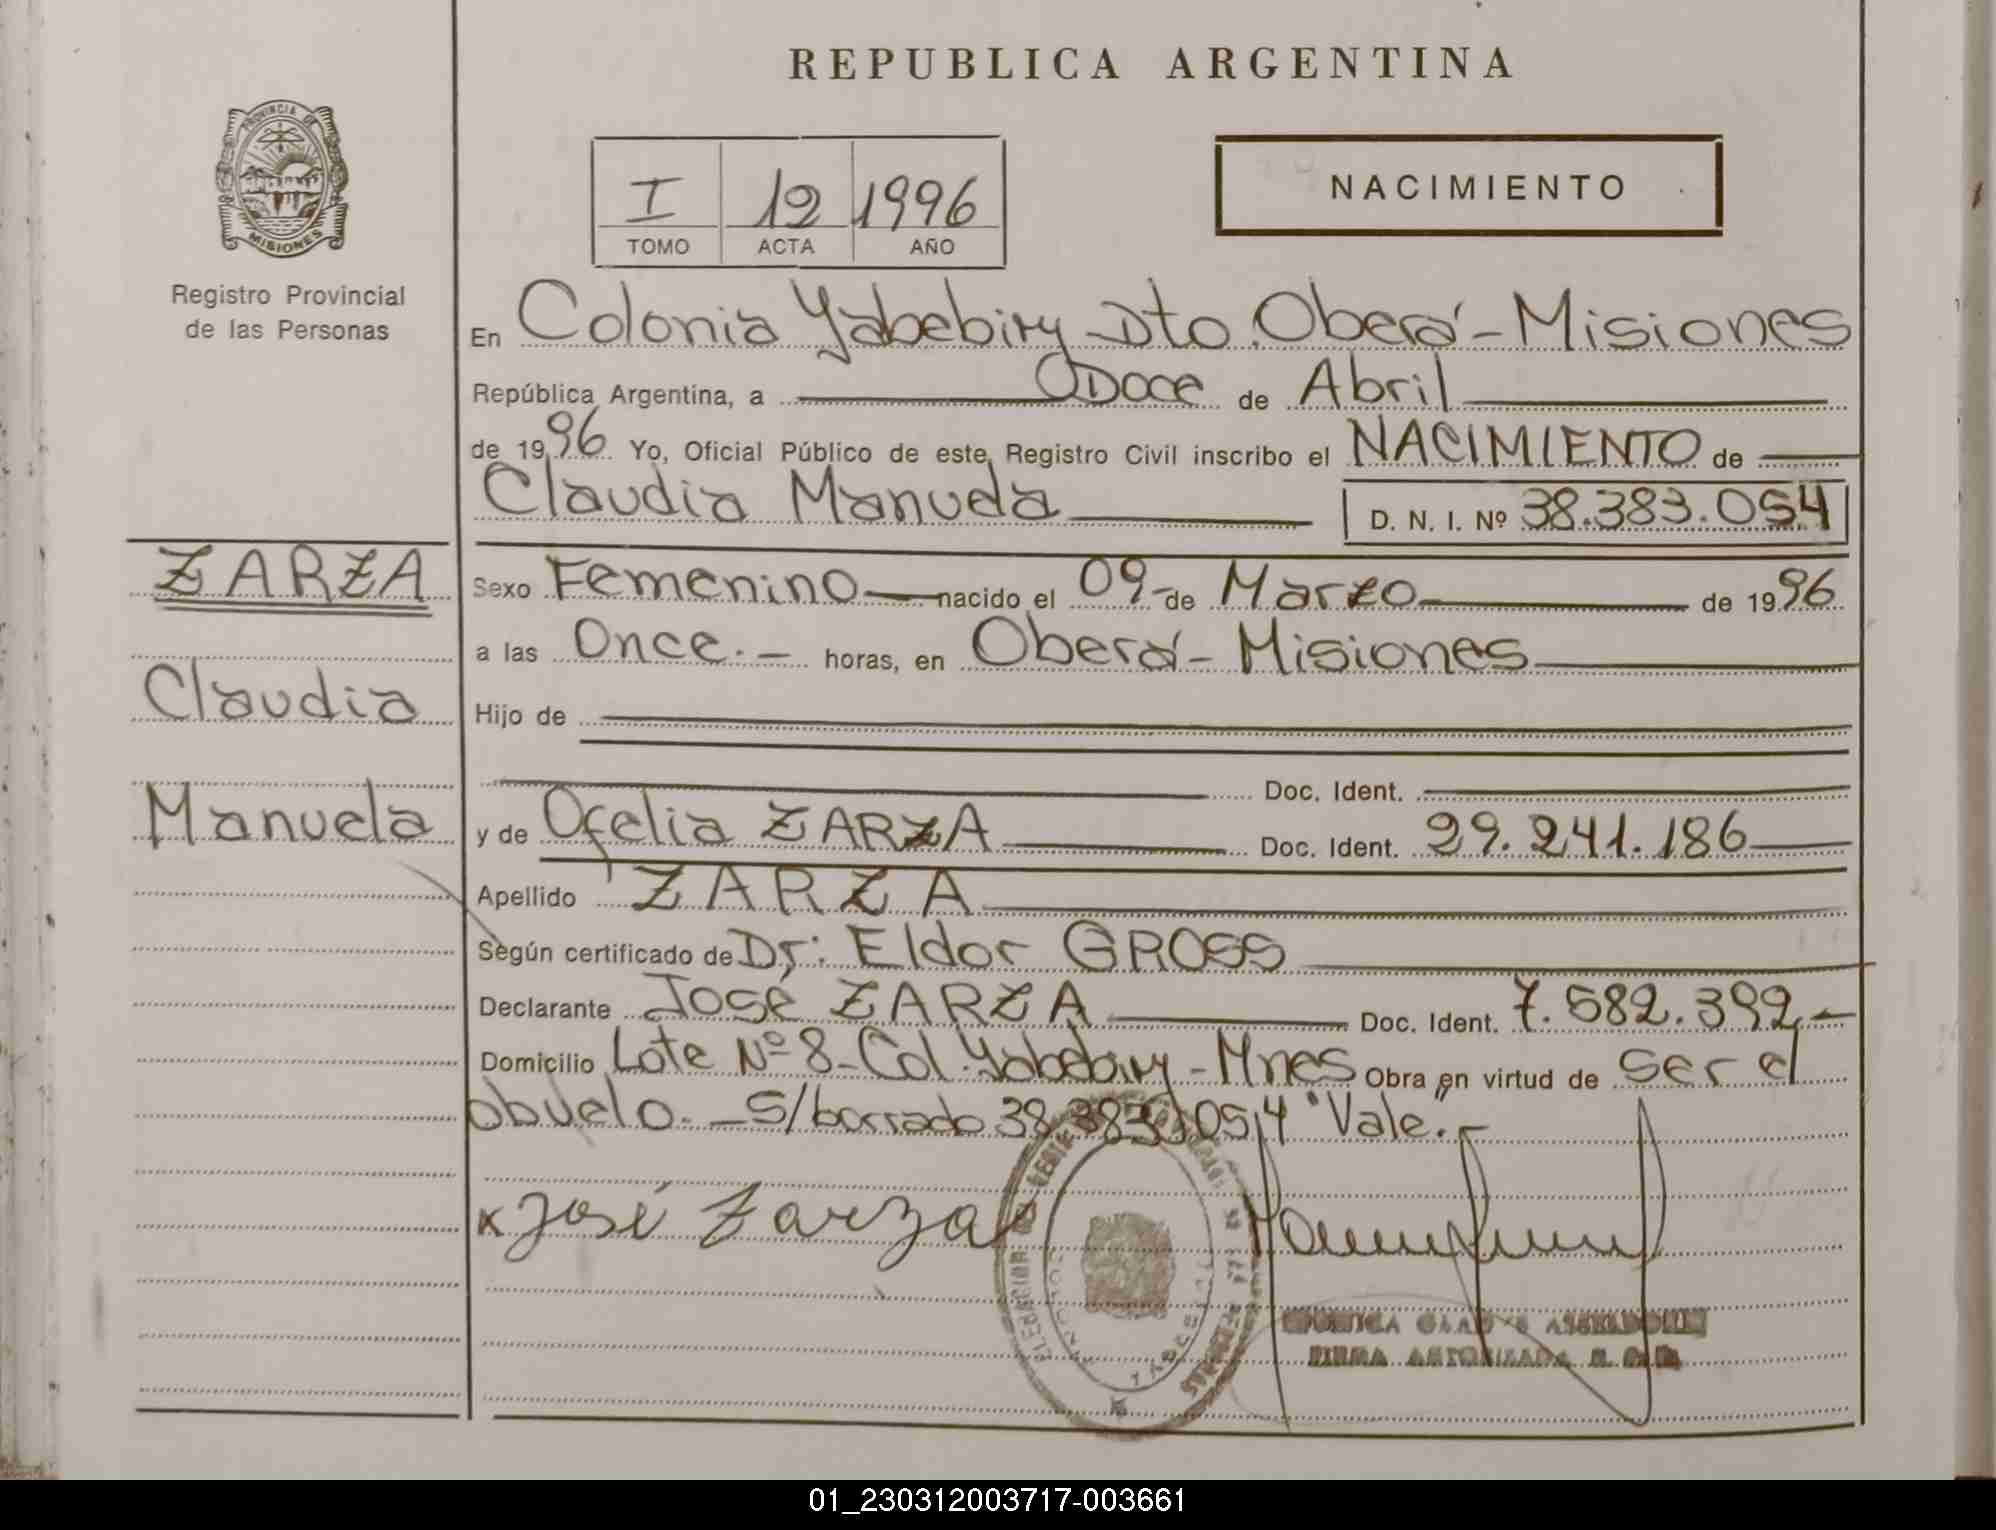 REPUBLICA ARGENTINA
PROVINCIA DE
MISIONES
Registro Provincial
de las Personas
I 12 1996
TOMO ACTA AÑO
NACIMIENTO
En Colonia Yabebiry Dto. Oberá - Misiones
República Argentina, a Doce de Abril
de 1996 Yo, Oficial Público de este Registro Civil inscribo el NACIMIENTO de
Claudia Manuela D. N. I. Nº 38.383.054
ZARZA
Claudia
Manuela
Sexo Femenino nacido el 09 - de Marzo de 1996
a las Once. - horas, en Oberá - Misiones
Hijo de
Doc. Ident.
y de Ofelia ZARZA Doc. Ident. 29.241.186
Apellido ZARZA
Según certificado de Dr: Eldor GROSS
Declarante José ZARZA Doc. Ident. 7.582.392.-
Domicilio Lote Nº 8 - Col. Yabebiry - Mnes Obra en virtud de ser el
abuelo. - S/borrado 38.383.054 "Vale". -
x José Zarza
FIRMA AUTORIZADA
01_230312003717-003661